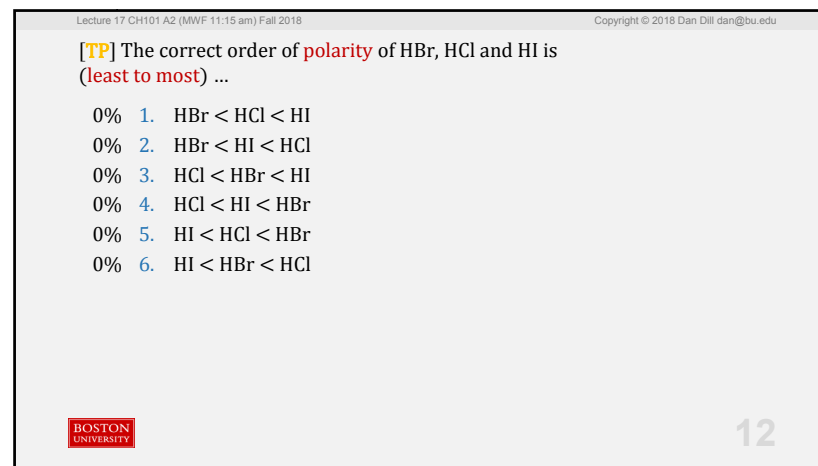 Lecture 17 CH101 A2 (MWF 11:15 am) Fall 2018 Copyright © 2018 Dan Dill dan@bu.edu
[TP] The correct order of polarity of HBr, HCl and HI is
(least to most) …
0% 1. HBr < HCl < HI
0% 2. HBr < HI < HCl
0% 3. HCl < HBr < HI
0% 4. HCl < HI < HBr
0% 5. HI < HCl < HBr
0% 6. HI < HBr < HCl
BOSTON
UNIVERSITY
12